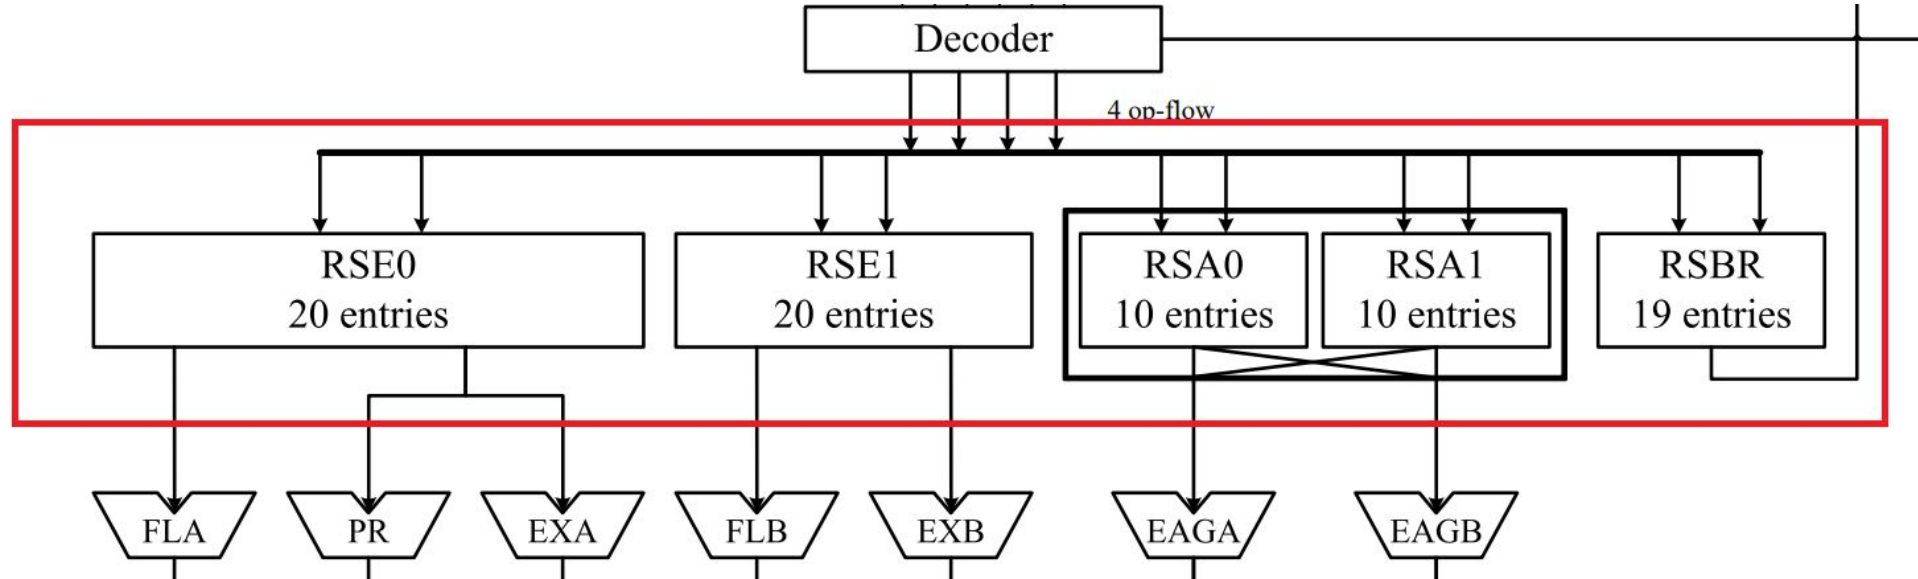 Decoder
4 op-flow
RSE0
20 entries
RSE1
20 entries
RSA0
10 entries
RSA1
10 entries
RSBR
19 entries
FLA
PR
EXA
FLB
EXB
EAGA
EAGB